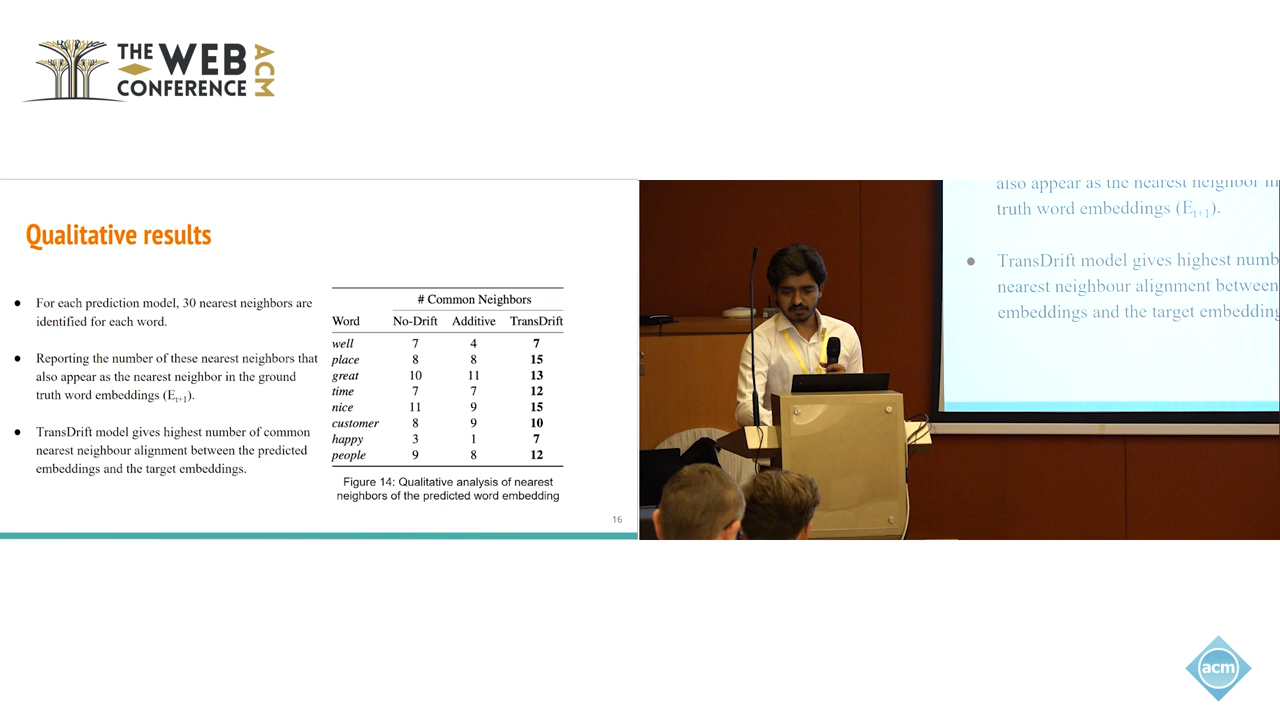 THE WEB
CONFERENCE
ACM
Qualitative results
● For each prediction model, 30 nearest neighbors are
identified for each word.
● Reporting the number of these nearest neighbors that
also appear as the nearest neighbor in the ground
truth word embeddings (Et+1).
● TransDrift model gives highest number of common
nearest neighbour alignment between the predicted
embeddings and the target embeddings.
# Common Neighbors
Word No-Drift Additive TransDrift
well 7 4 7
place 8 8 15
great 10 11 13
time 7 7 12
nice 11 9 15
customer 8 9 10
happy 3 1 7
people 9 8 12
Figure 14: Qualitative analysis of nearest
neighbors of the predicted word embedding
16
also appear as the nearest neighbor in
truth word embeddings (Et+1).
● TransDrift model gives highest numb
nearest neighbour alignment between
embeddings and the target embedding
acm